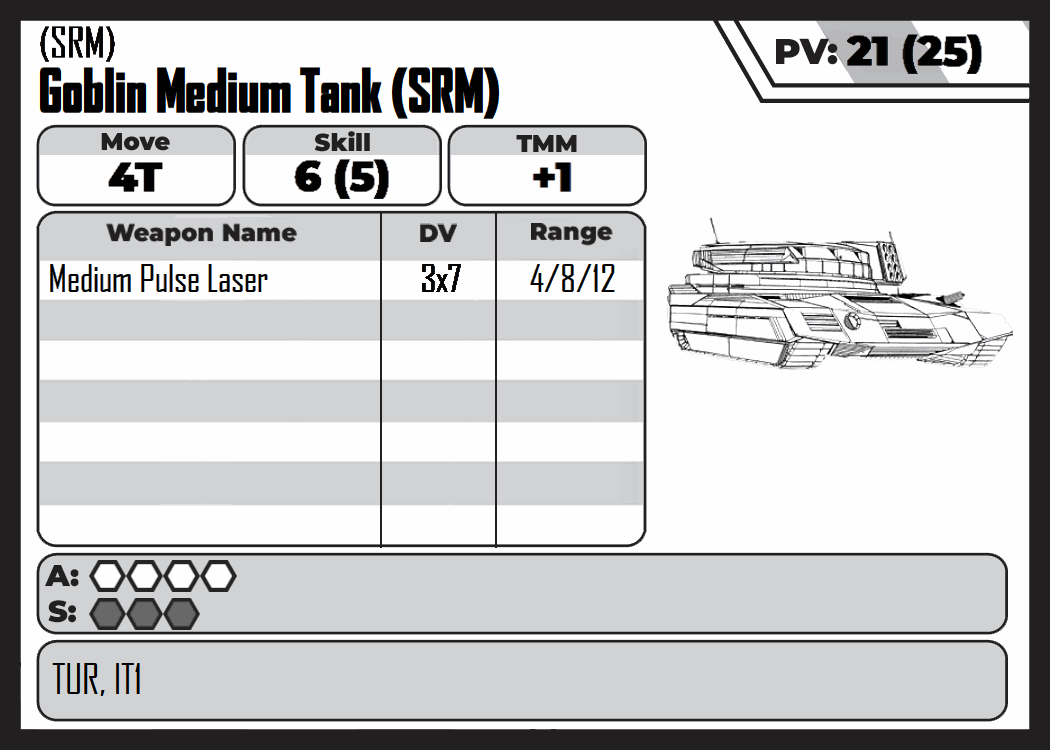 (SRM)
Goblin Medium Tank (SRM)
PV: 21 (25)
Move Skill TMM
4T 6 (5) +1
Weapon Name DV Range
Medium Pulse Laser 3x7 4/8/12
A:
S:
TUR, IT1